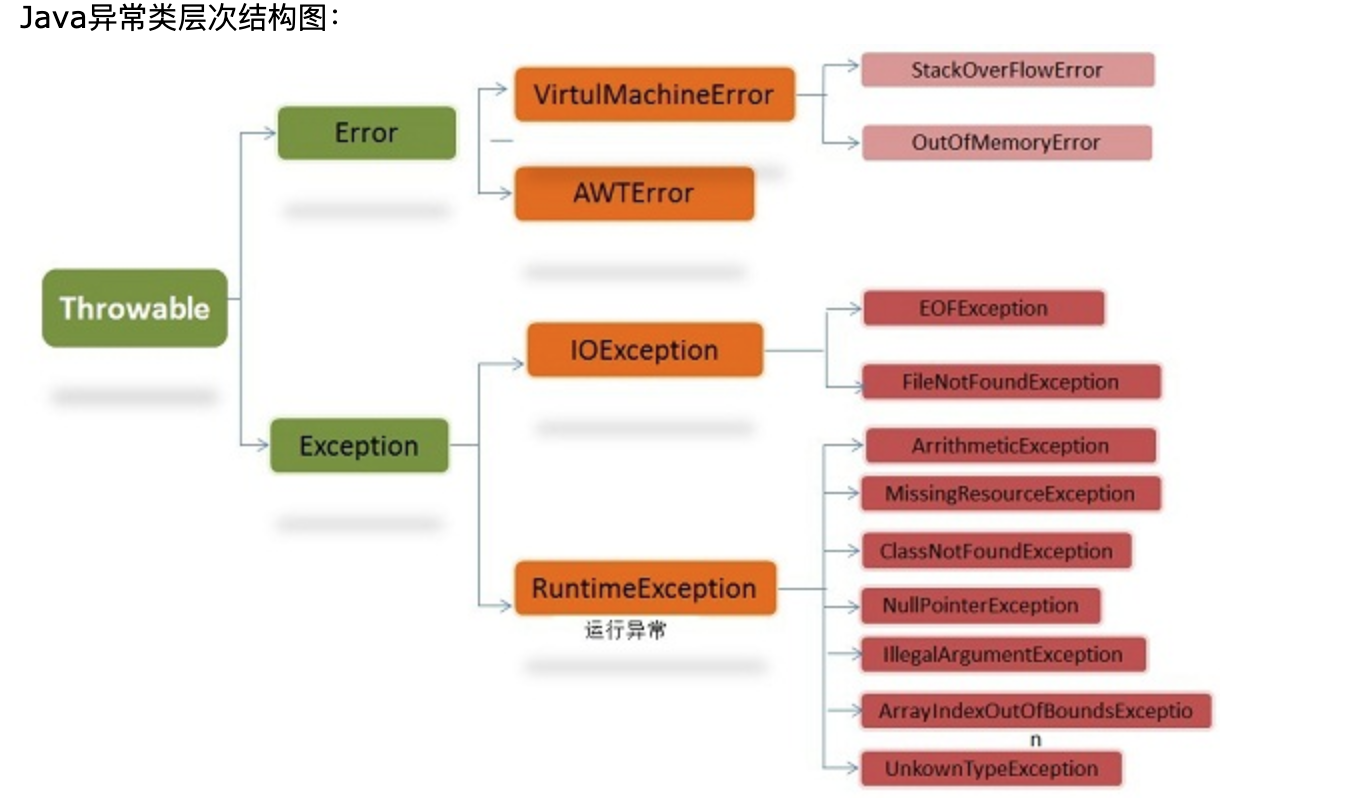 Java异常类层次结构图：
Throwable
Error
VirtulMachineError
StackOverFlowError
OutOfMemoryError
AWTError
Exception
IOException
EOFException
FileNotFoundException
RuntimeException
运行异常
ArrithmeticException
MissingResourceException
ClassNotFoundException
NullPointerException
IllegalArgumentException
ArrayIndexOutOfBoundsExceptio
n
UnkownTypeException